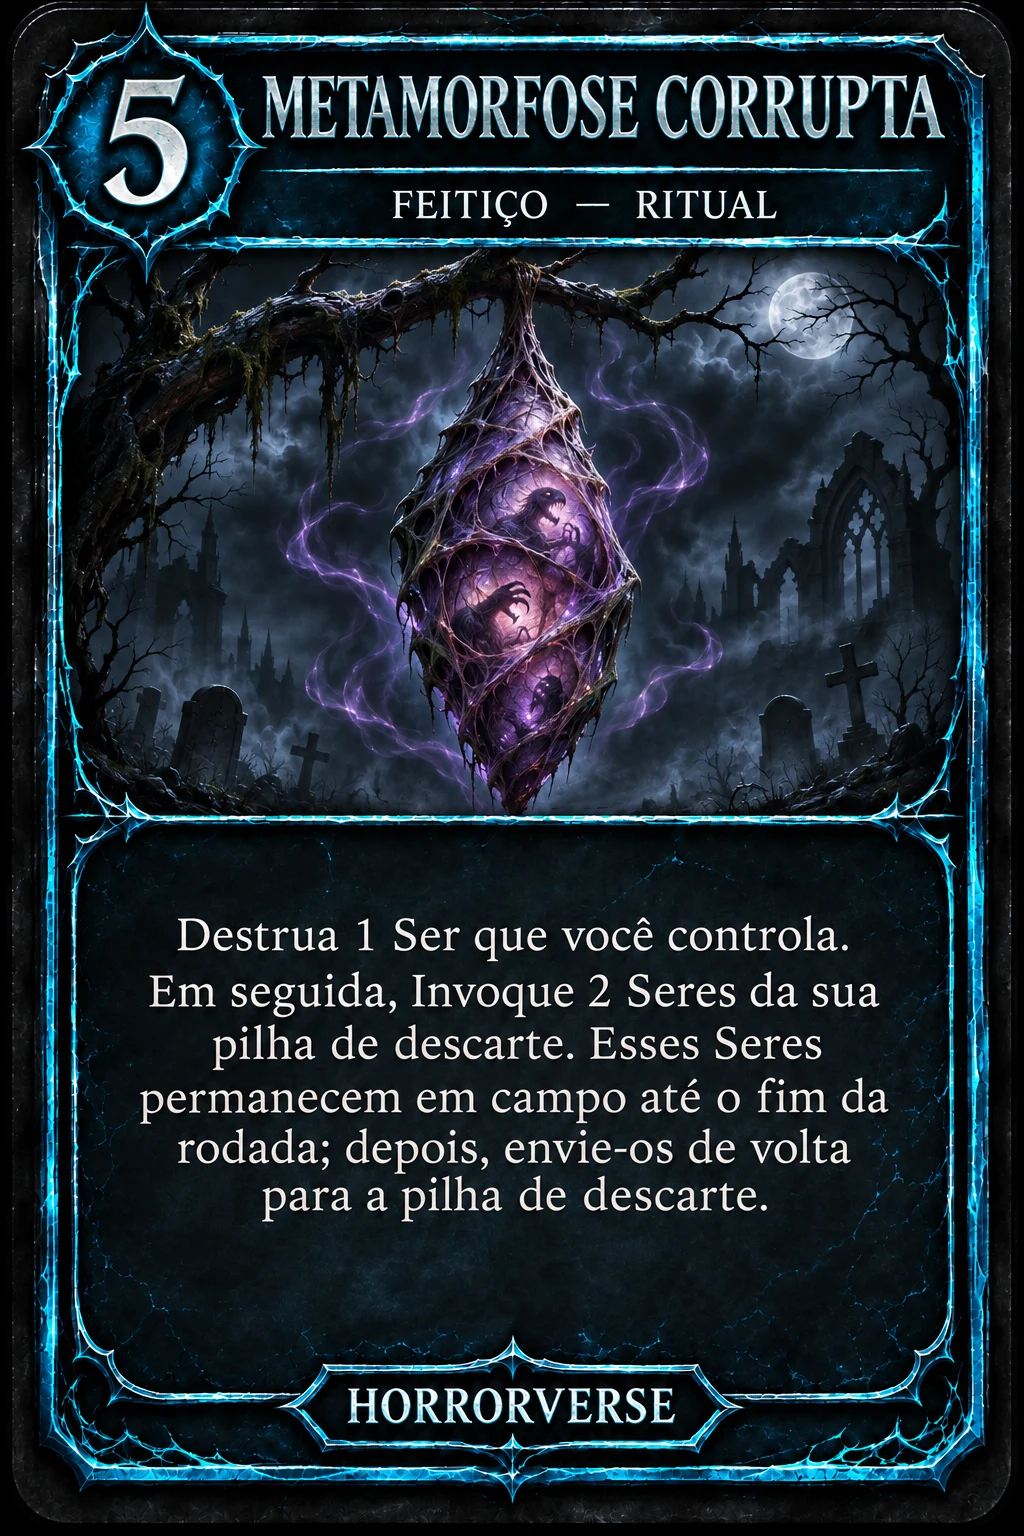 5
METAMORFOSE CORRUPTA
FEITIÇO — RITUAL
Destrua 1 Ser que você controla.
Em seguida, Invoque 2 Seres da sua
pilha de descarte. Esses Seres
permanecem em campo até o fim da
rodada; depois, envie-os de volta
para a pilha de descarte.
HORRORVERSE